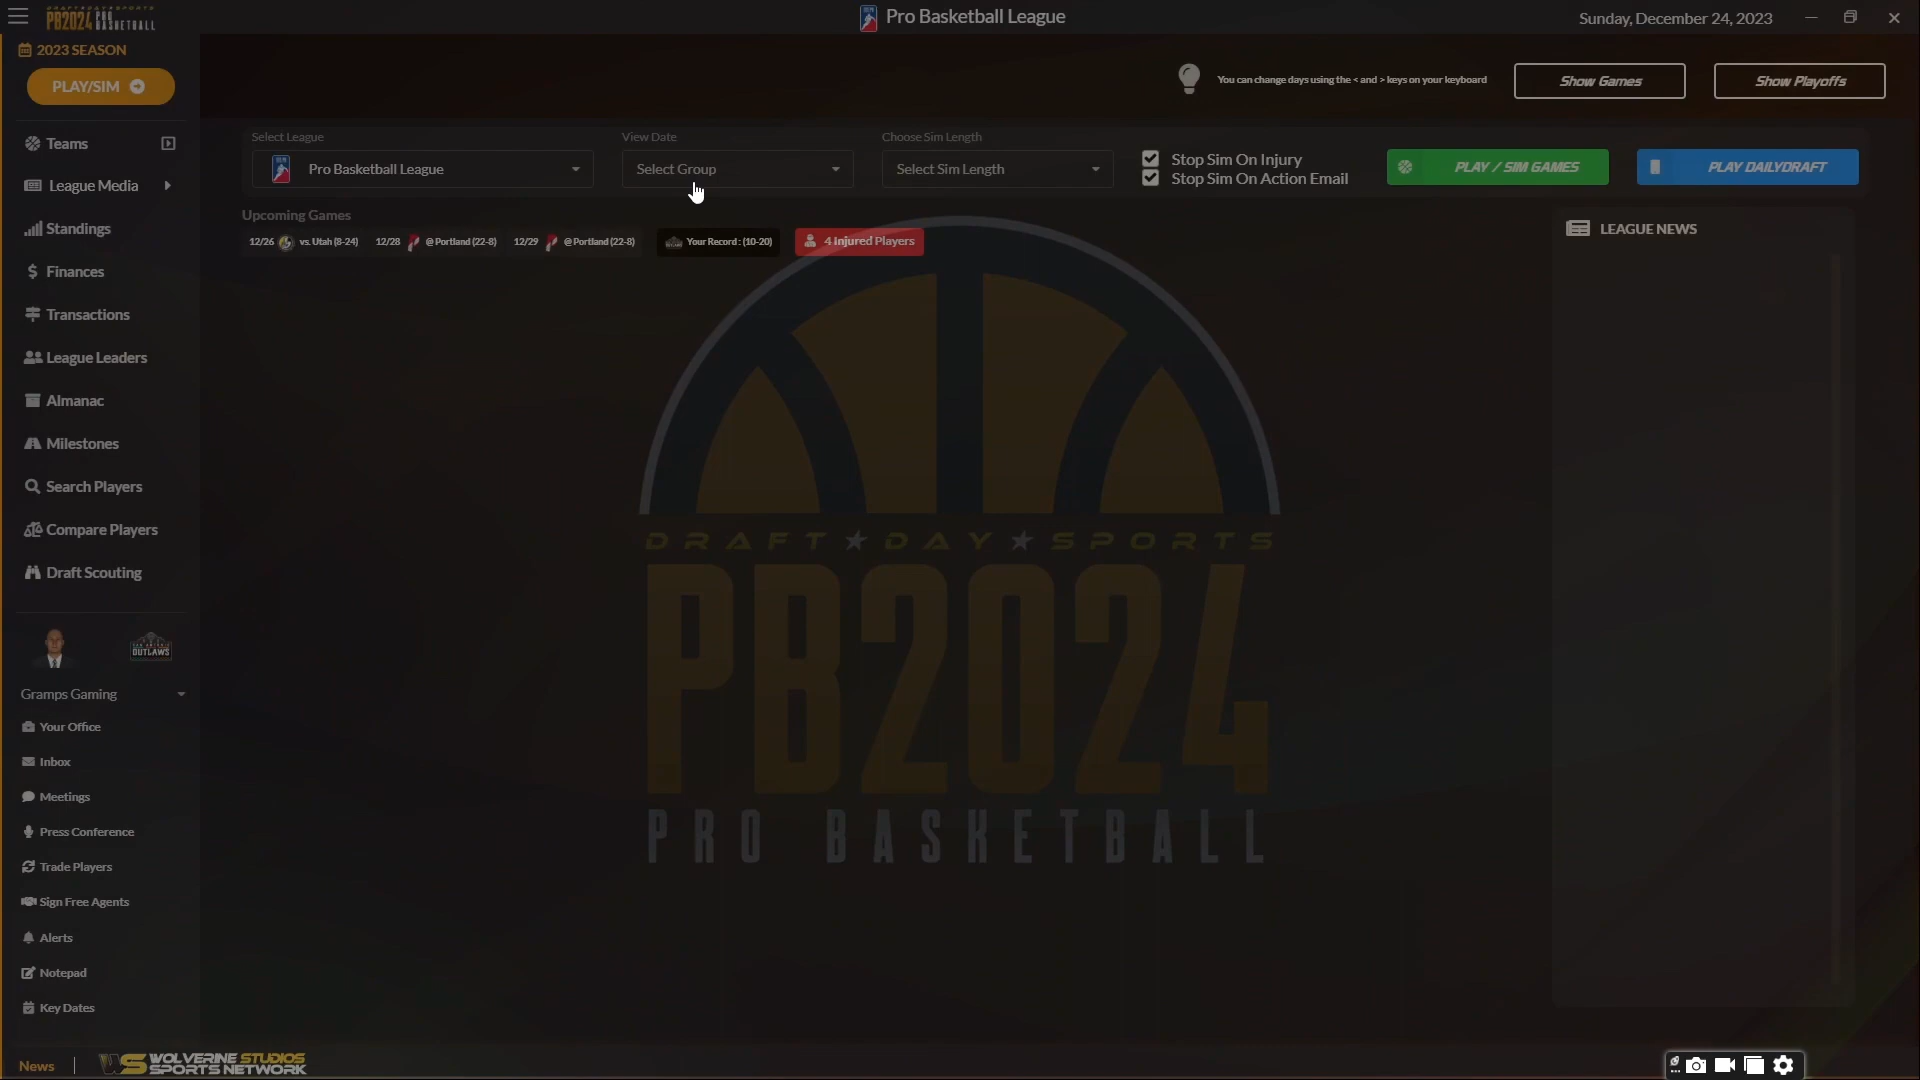 DRAFT DAY SPORTS
PB2024 PRO BASKETBALL
Pro Basketball League
Sunday, December 24, 2023
2023 SEASON
PLAY/SIM
You can change days using the < and > keys on your keyboard
Show Games
Show Playoffs
Teams
League Media
Standings
Finances
Transactions
League Leaders
Almanac
Milestones
Search Players
Compare Players
Draft Scouting
Select League
View Date
Choose Sim Length
Pro Basketball League
Select Group
Select Sim Length
Stop Sim On Injury
Stop Sim On Action Email
PLAY / SIM GAMES
PLAY DAILYDRAFT
Upcoming Games
12/26 vs. Utah (8-24) 12/28 @ Portland (22-8) 12/29 @ Portland (22-8)
Your Record : (10-20)
4 Injured Players
LEAGUE NEWS
DRAFT DAY SPORTS
PB2024
PRO BASKETBALL
OUTLAWS
Gramps Gaming
Your Office
Inbox
Meetings
Press Conference
Trade Players
Sign Free Agents
Alerts
Notepad
Key Dates
News
WS WOLVERINE STUDIOS
SPORTS NETWORK